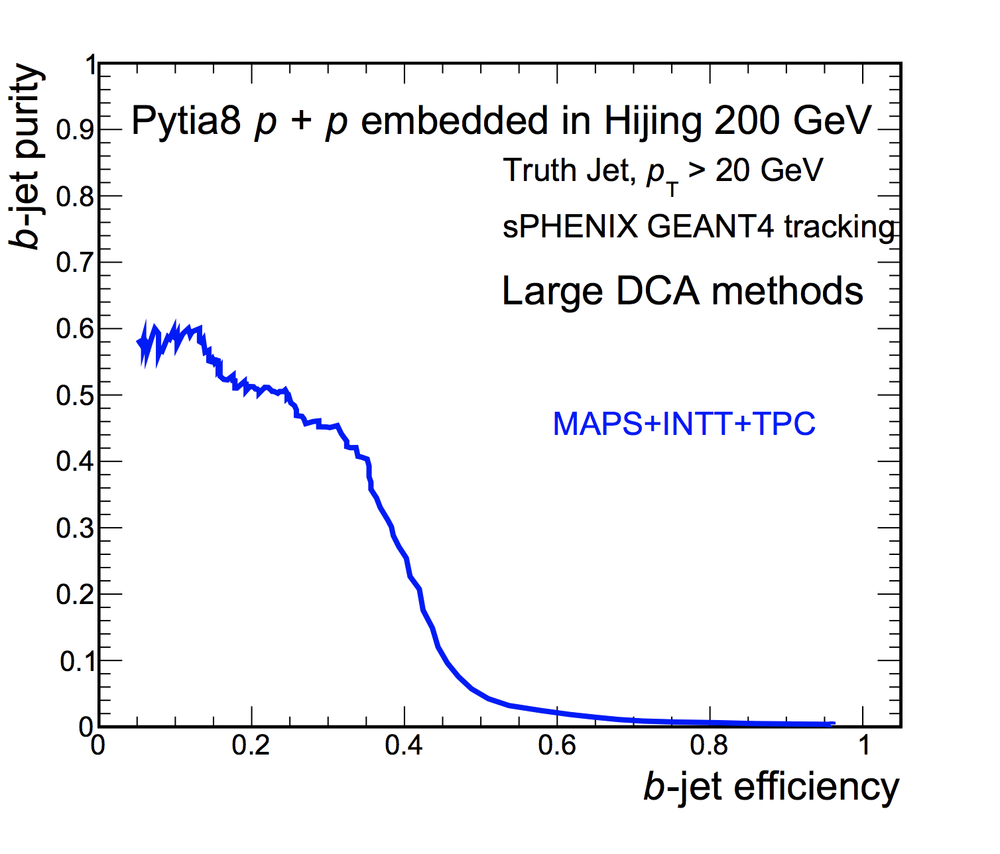 b-jet purity
1
0.9
0.8
0.7
0.6
0.5
0.4
0.3
0.2
0.1
0
Pytia8 p + p embedded in Hijing 200 GeV
Truth Jet, pT > 20 GeV
sPHENIX GEANT4 tracking
Large DCA methods
MAPS+INTT+TPC
0 0.2 0.4 0.6 0.8 1
b-jet efficiency